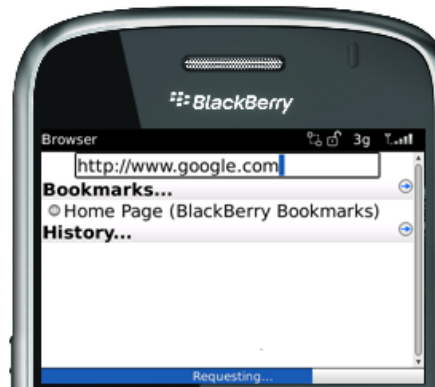 BlackBerry
Browser 3g
http://www.google.com
Bookmarks...
Home Page (BlackBerry Bookmarks)
History...
Requesting...